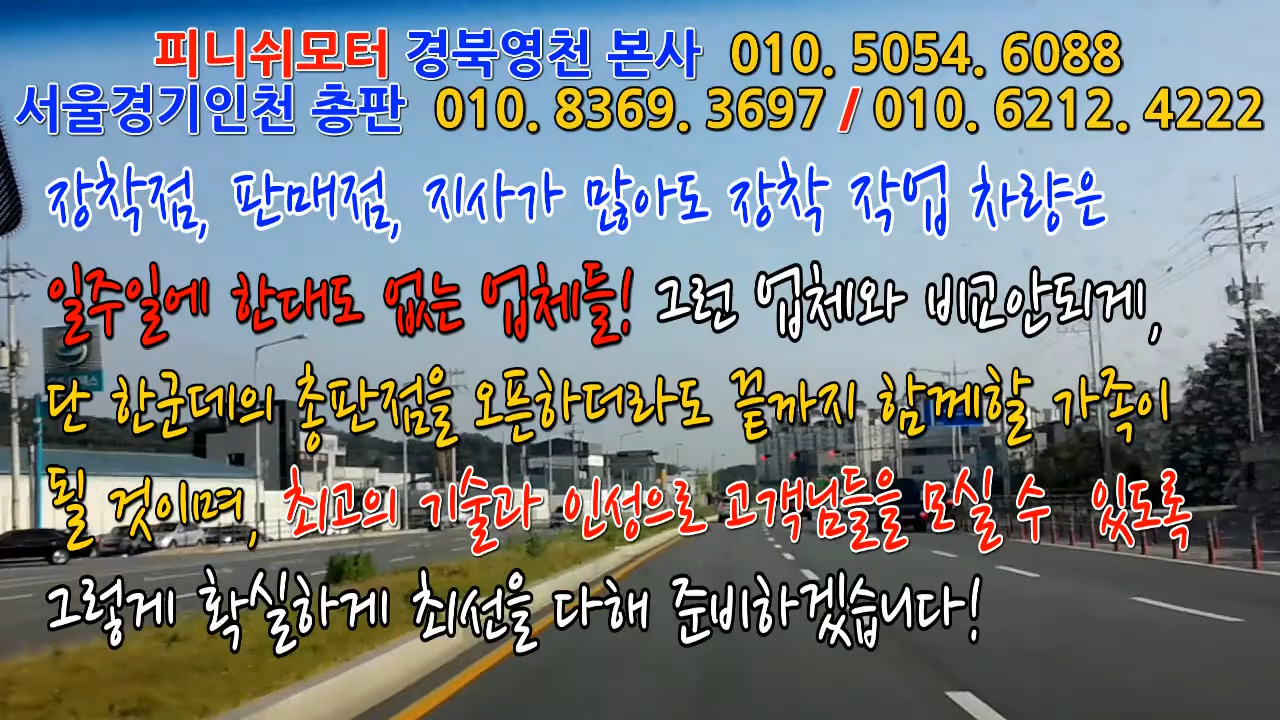 피니쉬모터 경북영천 본사 010. 5054. 6088
서울경기인천 총판 010. 8369. 3697 / 010. 6212. 4222
장착점, 판매점, 지사가 많아도 장착 작업 차량은
일주일에 한대도 없는 업체들! 그런 업체와 비교안되게,
단 한군데의 총판점을 오픈하더라도 끝까지 함께할 가족이
될 것이며, 최고의 기술과 인성으로 고객님들을 모실 수 있도록
그렇게 확실하게 최선을 다해 준비하겠습니다!